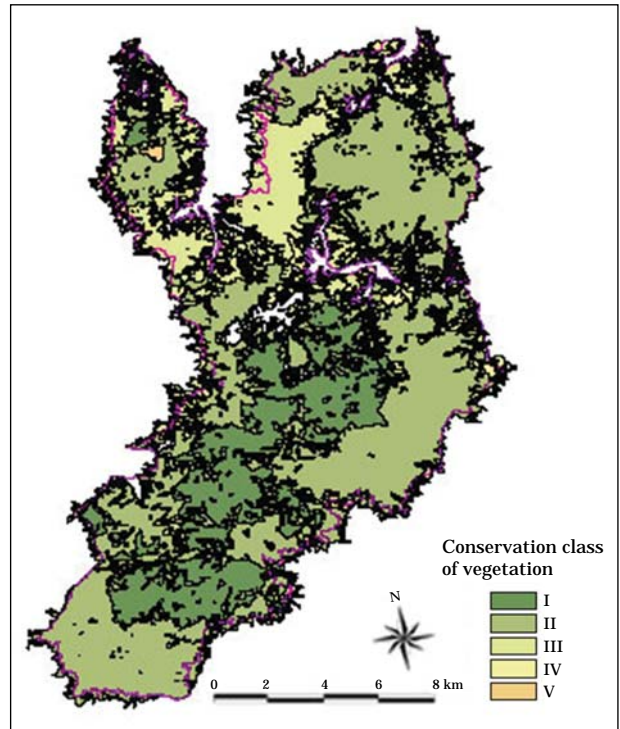 Conservation class
of vegetation
I
II
III
IV
V
N
0 2 4 6 8 km